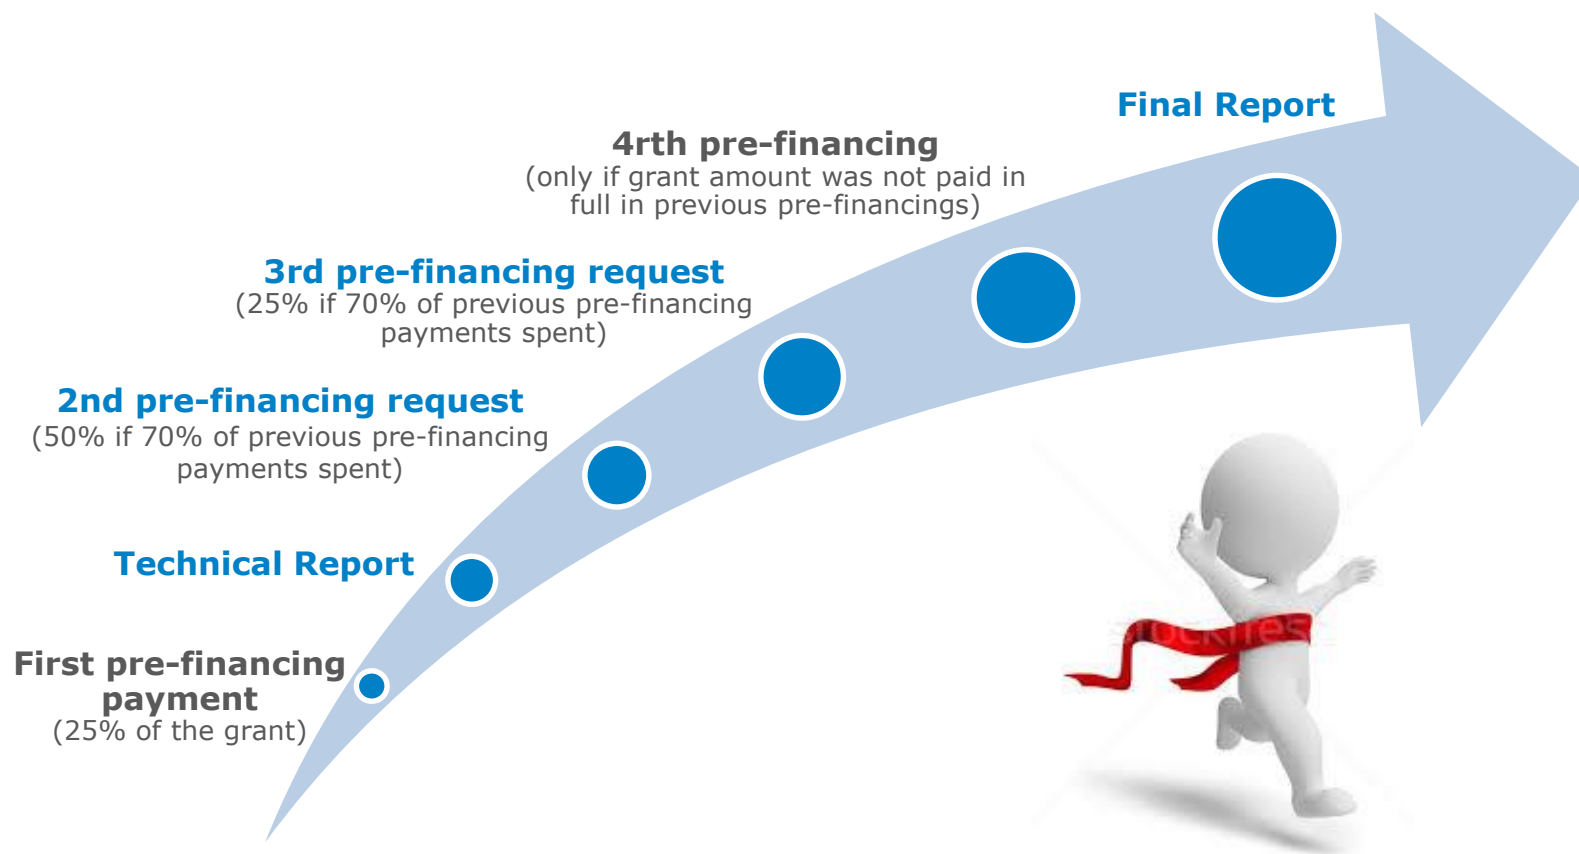 Final Report
4rth pre-financing
(only if grant amount was not paid in
full in previous pre-financings)
3rd pre-financing request
(25% if 70% of previous pre-financing
payments spent)
2nd pre-financing request
(50% if 70% of previous pre-financing
payments spent)
Technical Report
First pre-financing
payment
(25% of the grant)